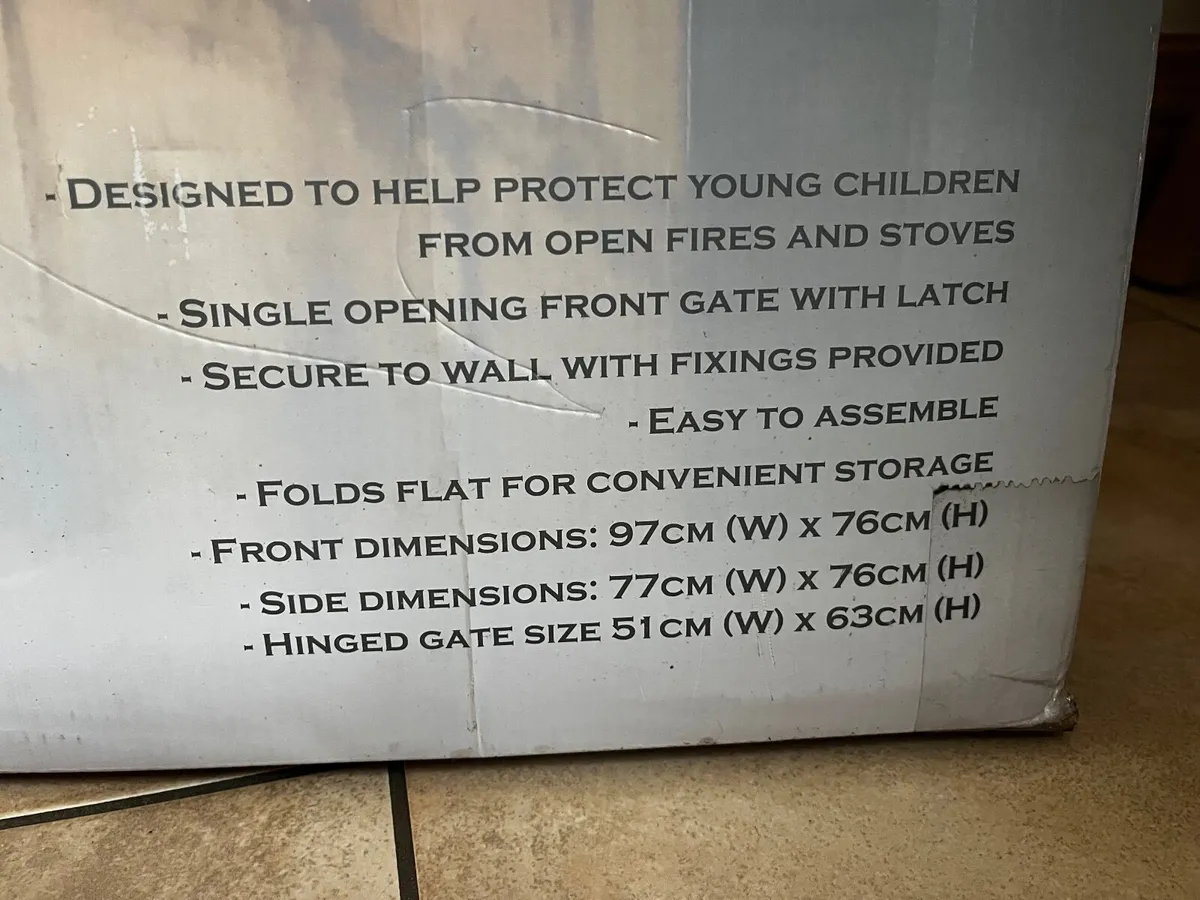 - Designed to help protect young children
from open fires and stoves
- Single opening front gate with latch
- Secure to wall with fixings provided
- Easy to assemble
- Folds flat for convenient storage
- Front dimensions: 97cm (W) x 76cm (H)
- Side dimensions: 77cm (W) x 76cm (H)
- Hinged gate size 51cm (W) x 63cm (H)